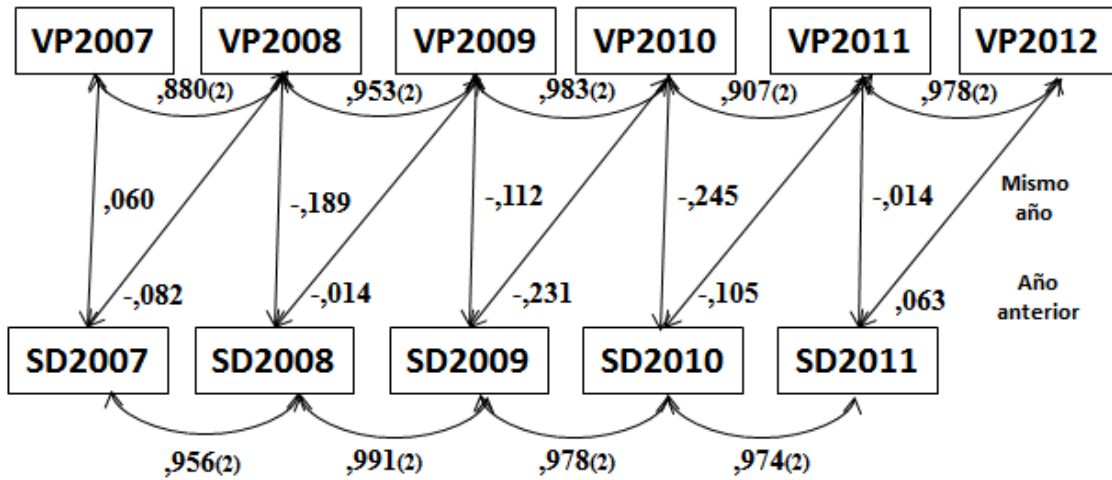 VP2007 VP2008 VP2009 VP2010 VP2011 VP2012
,880(2) ,953(2) ,983(2) ,907(2) ,978(2)
,060 -,189 -,112 -,245 -,014 Mismo
año
-,082 -,014 -,231 -,105 ,063 Año
anterior
SD2007 SD2008 SD2009 SD2010 SD2011
,956(2) ,991(2) ,978(2) ,974(2)